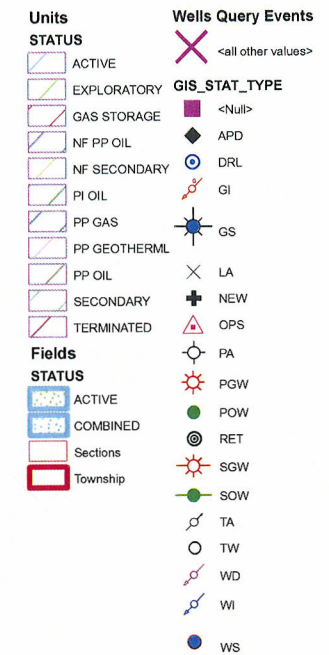 Units
STATUS
ACTIVE
EXPLORATORY
GAS STORAGE
NF PP OIL
NF SECONDARY
PI OIL
PP GAS
PP GEOTHERML
PP OIL
SECONDARY
TERMINATED
Fields
STATUS
ACTIVE
COMBINED
Sections
Township
Wells Query Events
<all other values>
GIS_STAT_TYPE
<Null>
APD
DRL
GI
GS
LA
NEW
OPS
PA
PGW
POW
RET
SGW
SOW
TA
TW
WD
WI
WS